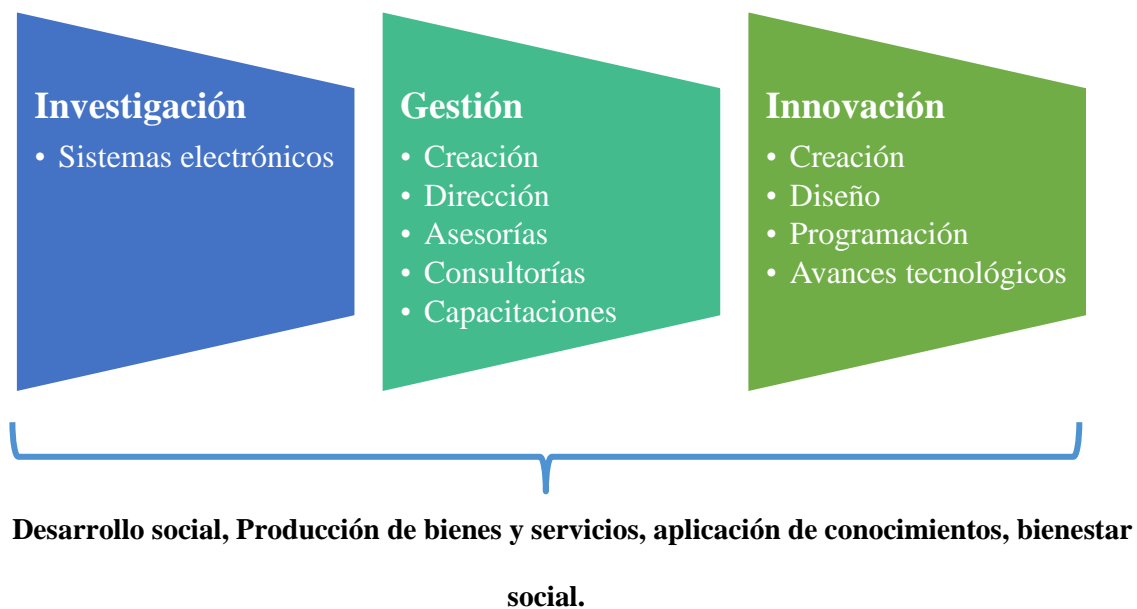 Investigación
• Sistemas electrónicos
Gestión
• Creación
• Dirección
• Asesorías
• Consultorías
• Capacitaciones
Innovación
• Creación
• Diseño
• Programación
• Avances tecnológicos
Desarrollo social, Producción de bienes y servicios, aplicación de conocimientos, bienestar
social.